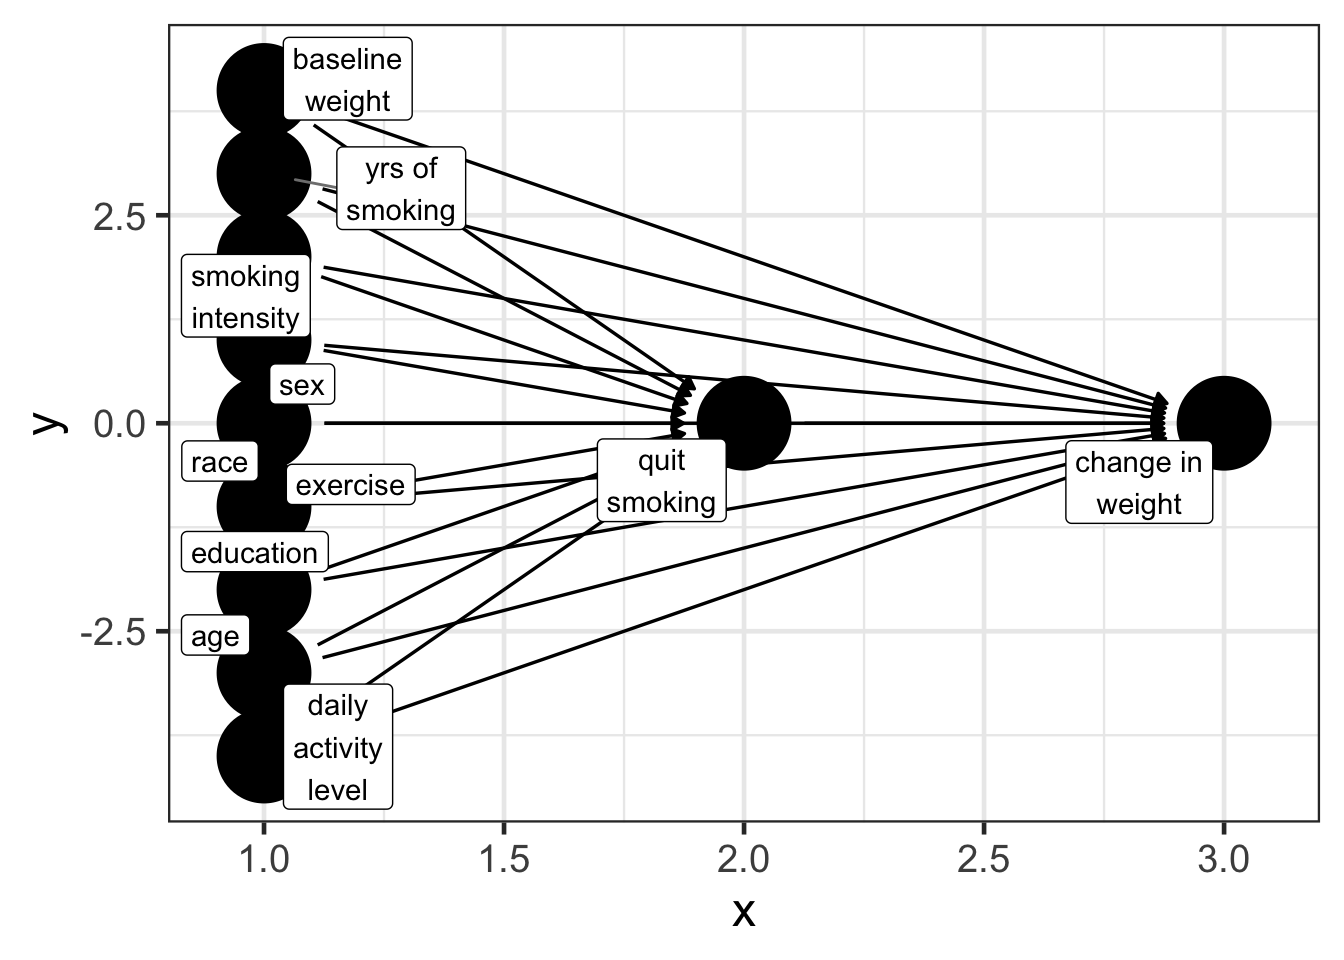 baseline
weight
yrs of
smoking
2.5
smoking
intensity
sex
0.0
y
race
exercise
quit
smoking
change in
weight
education
-2.5
age
daily
activity
level
1.0
1.5
2.0
2.5
3.0
x